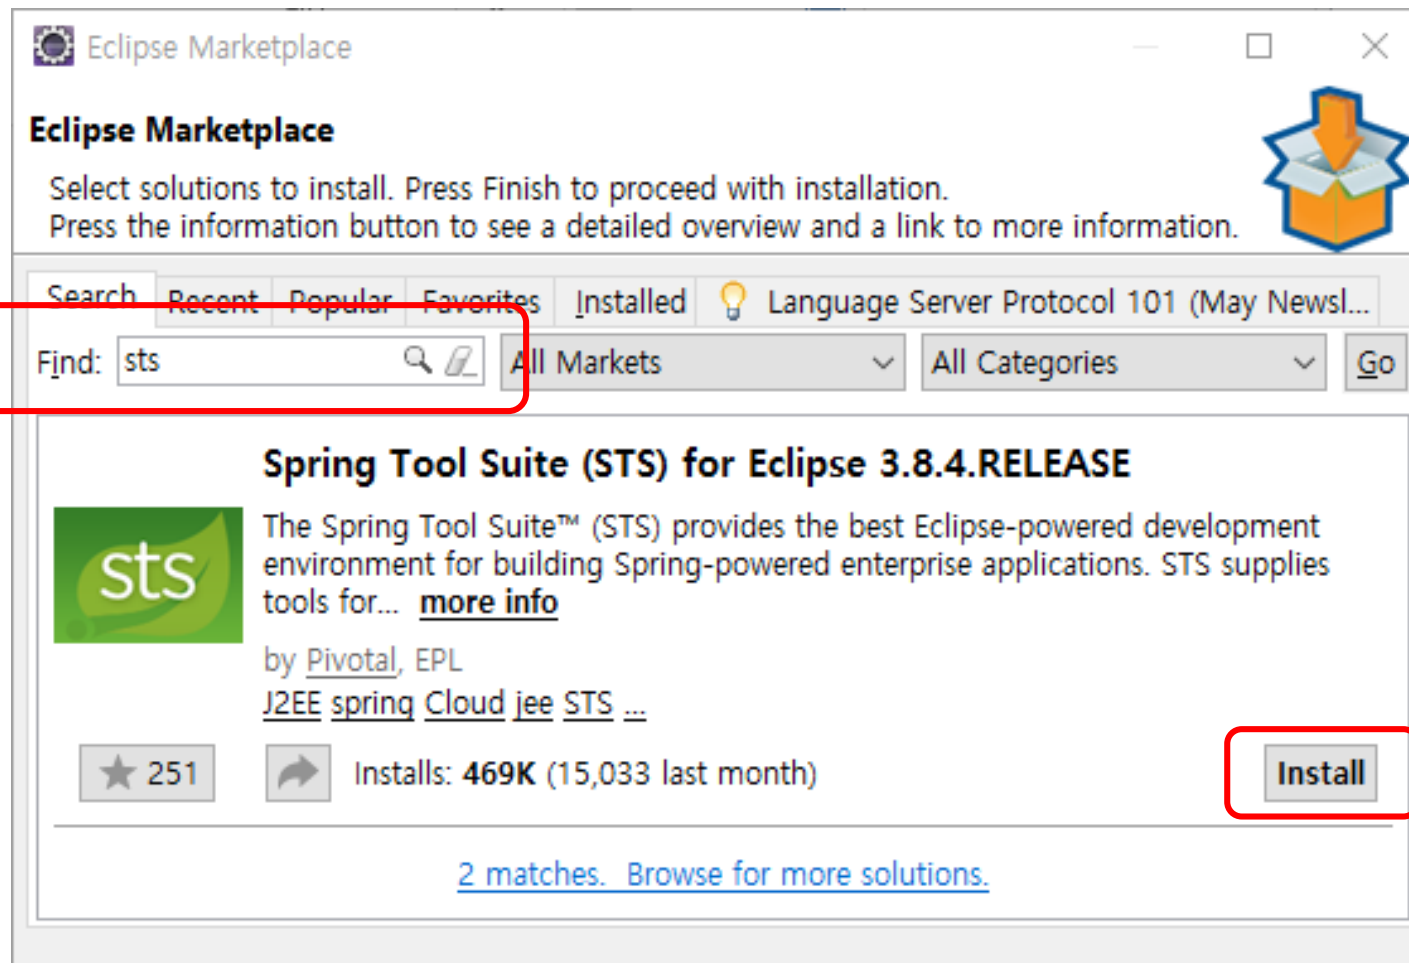 Eclipse Marketplace
Eclipse Marketplace
Select solutions to install. Press Finish to proceed with installation.
Press the information button to see a detailed overview and a link to more information.
Search Recent Popular Favorites Installed Language Server Protocol 101 (May Newsl...
Find: sts All Markets All Categories Go
Spring Tool Suite (STS) for Eclipse 3.8.4.RELEASE
sts
The Spring Tool Suite™ (STS) provides the best Eclipse-powered development
environment for building Spring-powered enterprise applications. STS supplies
tools for... more info
by Pivotal, EPL
J2EE spring Cloud jee STS ...
251 Installs: 469K (15,033 last month) Install
2 matches. Browse for more solutions.